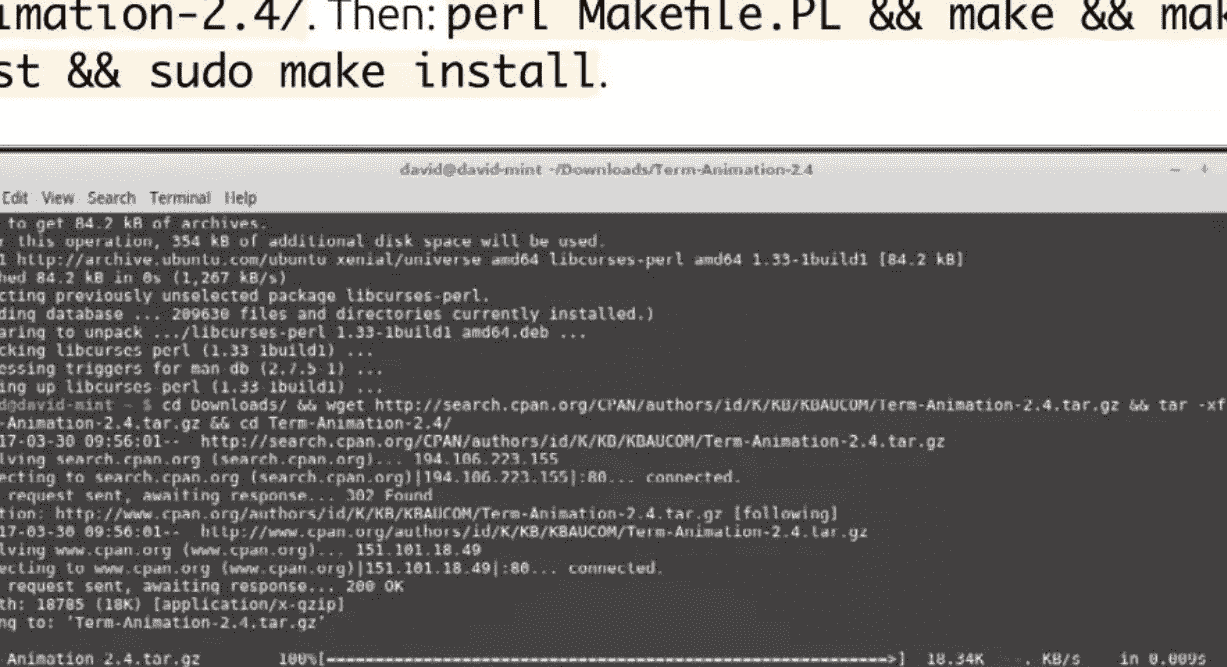 imation-2.4/. Then: perl Makefile.PL && make && mak
st && sudo make install.
david@david-mint ~/Downloads/Term-Animation-2.4
Edit View Search Terminal Help
to get 84.2 kB of archives.
r this operation, 354 kB of additional disk space will be used.
1 http://archive.ubuntu.com/ubuntu xenial/universe amd64 libcurses-perl amd64 1.33-1build1 [84.2 kB]
hed 84.2 kB in 0s (1,267 kB/s)
cting previously unselected package libcurses-perl.
ding database ... 209630 files and directories currently installed.)
aring to unpack .../libcurses-perl 1.33-1build1 amd64.deb ...
cking libcurses perl (1.33 1build1) ...
essing triggers for man db (2.7.5 1) ...
ing up libcurses perl (1.33 1build1) ...
d@david-mint ~ $ cd Downloads/ && wget http://search.cpan.org/CPAN/authors/id/K/KB/KBAUCOM/Term-Animation-2.4.tar.gz && tar -xf
-Animation-2.4.tar.gz && cd Term-Animation-2.4/
17-03-30 09:56:01-- http://search.cpan.org/CPAN/authors/id/K/KB/KBAUCOM/Term-Animation-2.4.tar.gz
lving search.cpan.org (search.cpan.org)... 194.106.223.155
ecting to search.cpan.org (search.cpan.org)|194.106.223.155|:80... connected.
request sent, awaiting response... 302 Found
tion: http://www.cpan.org/authors/id/K/KB/KBAUCOM/Term-Animation-2.4.tar.gz [following]
17-03-30 09:56:01-- http://www.cpan.org/authors/id/K/KB/KBAUCOM/Term-Animation-2.4.tar.gz
lving www.cpan.org (www.cpan.org)... 151.101.18.49
ecting to www.cpan.org (www.cpan.org)|151.101.18.49|:80... connected.
request sent, awaiting response... 200 OK
th: 18785 (18K) [application/x-gzip]
ng to: ‘Term-Animation-2.4.tar.gz’
Animation 2.4.tar.gz 100%[=================================================>] 18.34K . KB/s in 0.009s